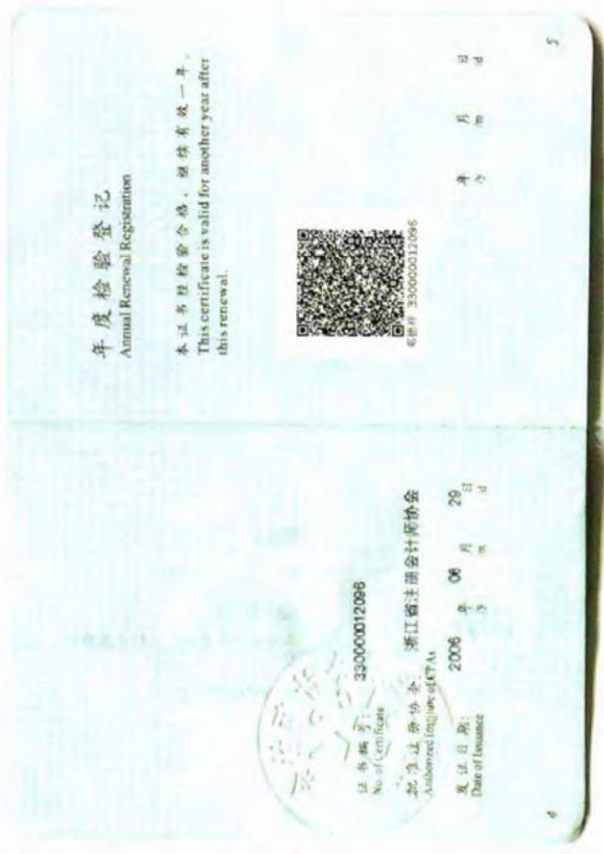 证书编号：
No. of Certificate
330000012096
批准注册协会：
Authorized Institute of CPAs
浙江省注册会计师协会
发证日期：
Date of Issuance
2006 年 06 月 29 日
/y /m /d
4
年度检验登记
Annual Renewal Registration
本证书经检验合格，继续有效一年。
This certificate is valid for another year after
this renewal.
330000012096
年 月 日
/y /m /d
5